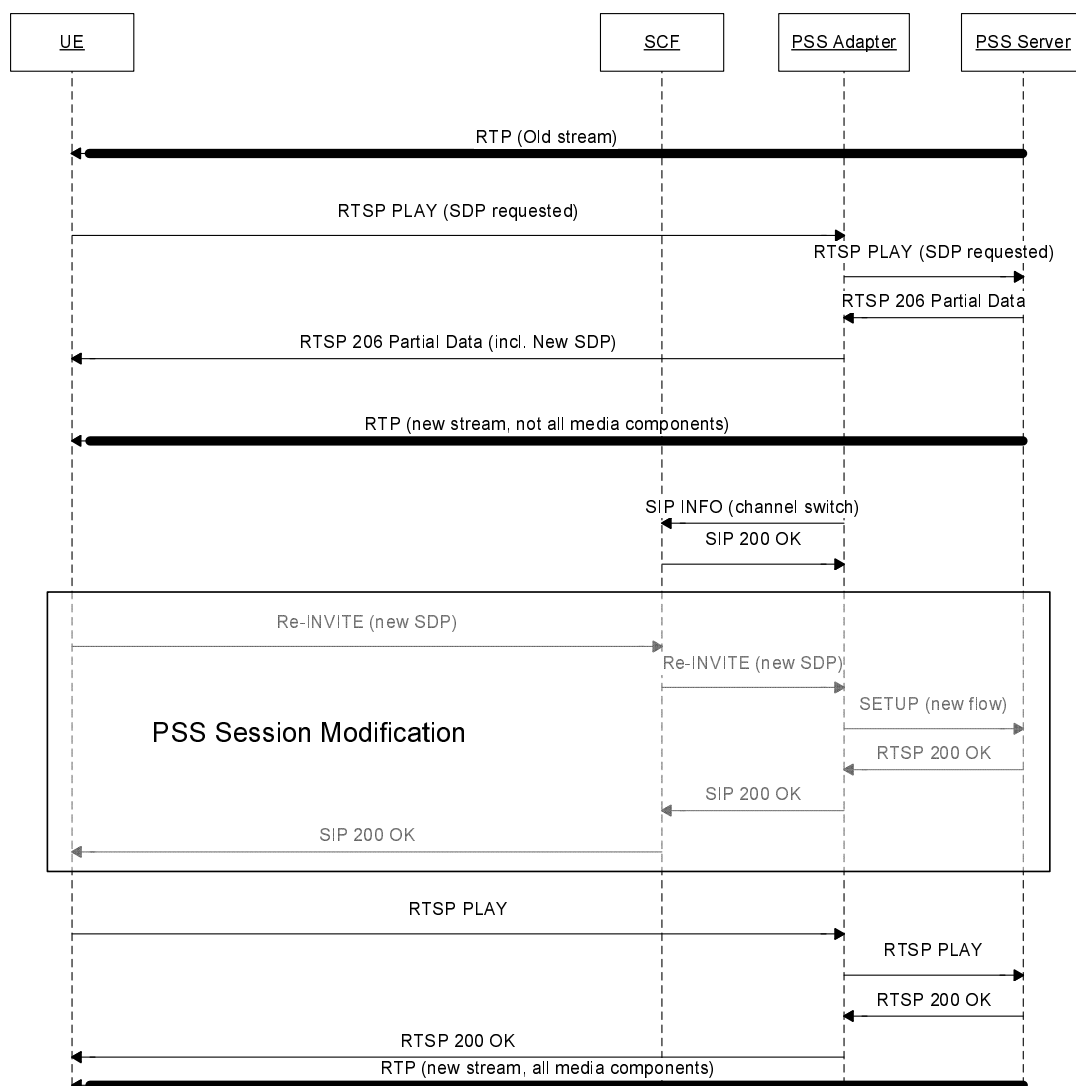 UE
SCF
PSS Adapter
PSS Server
RTP (Old stream)
RTSP PLAY (SDP requested)
RTSP PLAY (SDP requested)
RTSP 206 Partial Data
RTSP 206 Partial Data (incl. New SDP)
RTP (new stream, not all media components)
SIP INFO (channel switch)
SIP 200 OK
Re-INVITE (new SDP)
Re-INVITE (new SDP)
SETUP (new flow)
PSS Session Modification
RTSP 200 OK
SIP 200 OK
SIP 200 OK
RTSP PLAY
RTSP PLAY
RTSP 200 OK
RTSP 200 OK
RTP (new stream, all media components)